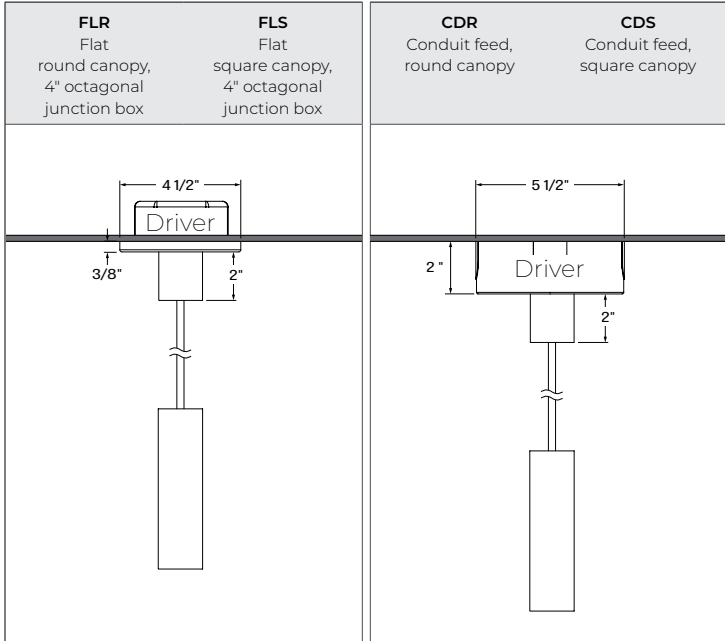 FLR
Flat
round canopy,
4" octagonal
junction box
FLS
Flat
square canopy,
4" octagonal
junction box
CDR
Conduit feed,
round canopy
CDS
Conduit feed,
square canopy
4 1/2"
Driver
3/8"
2"
5 1/2"
2 "
Driver
2"